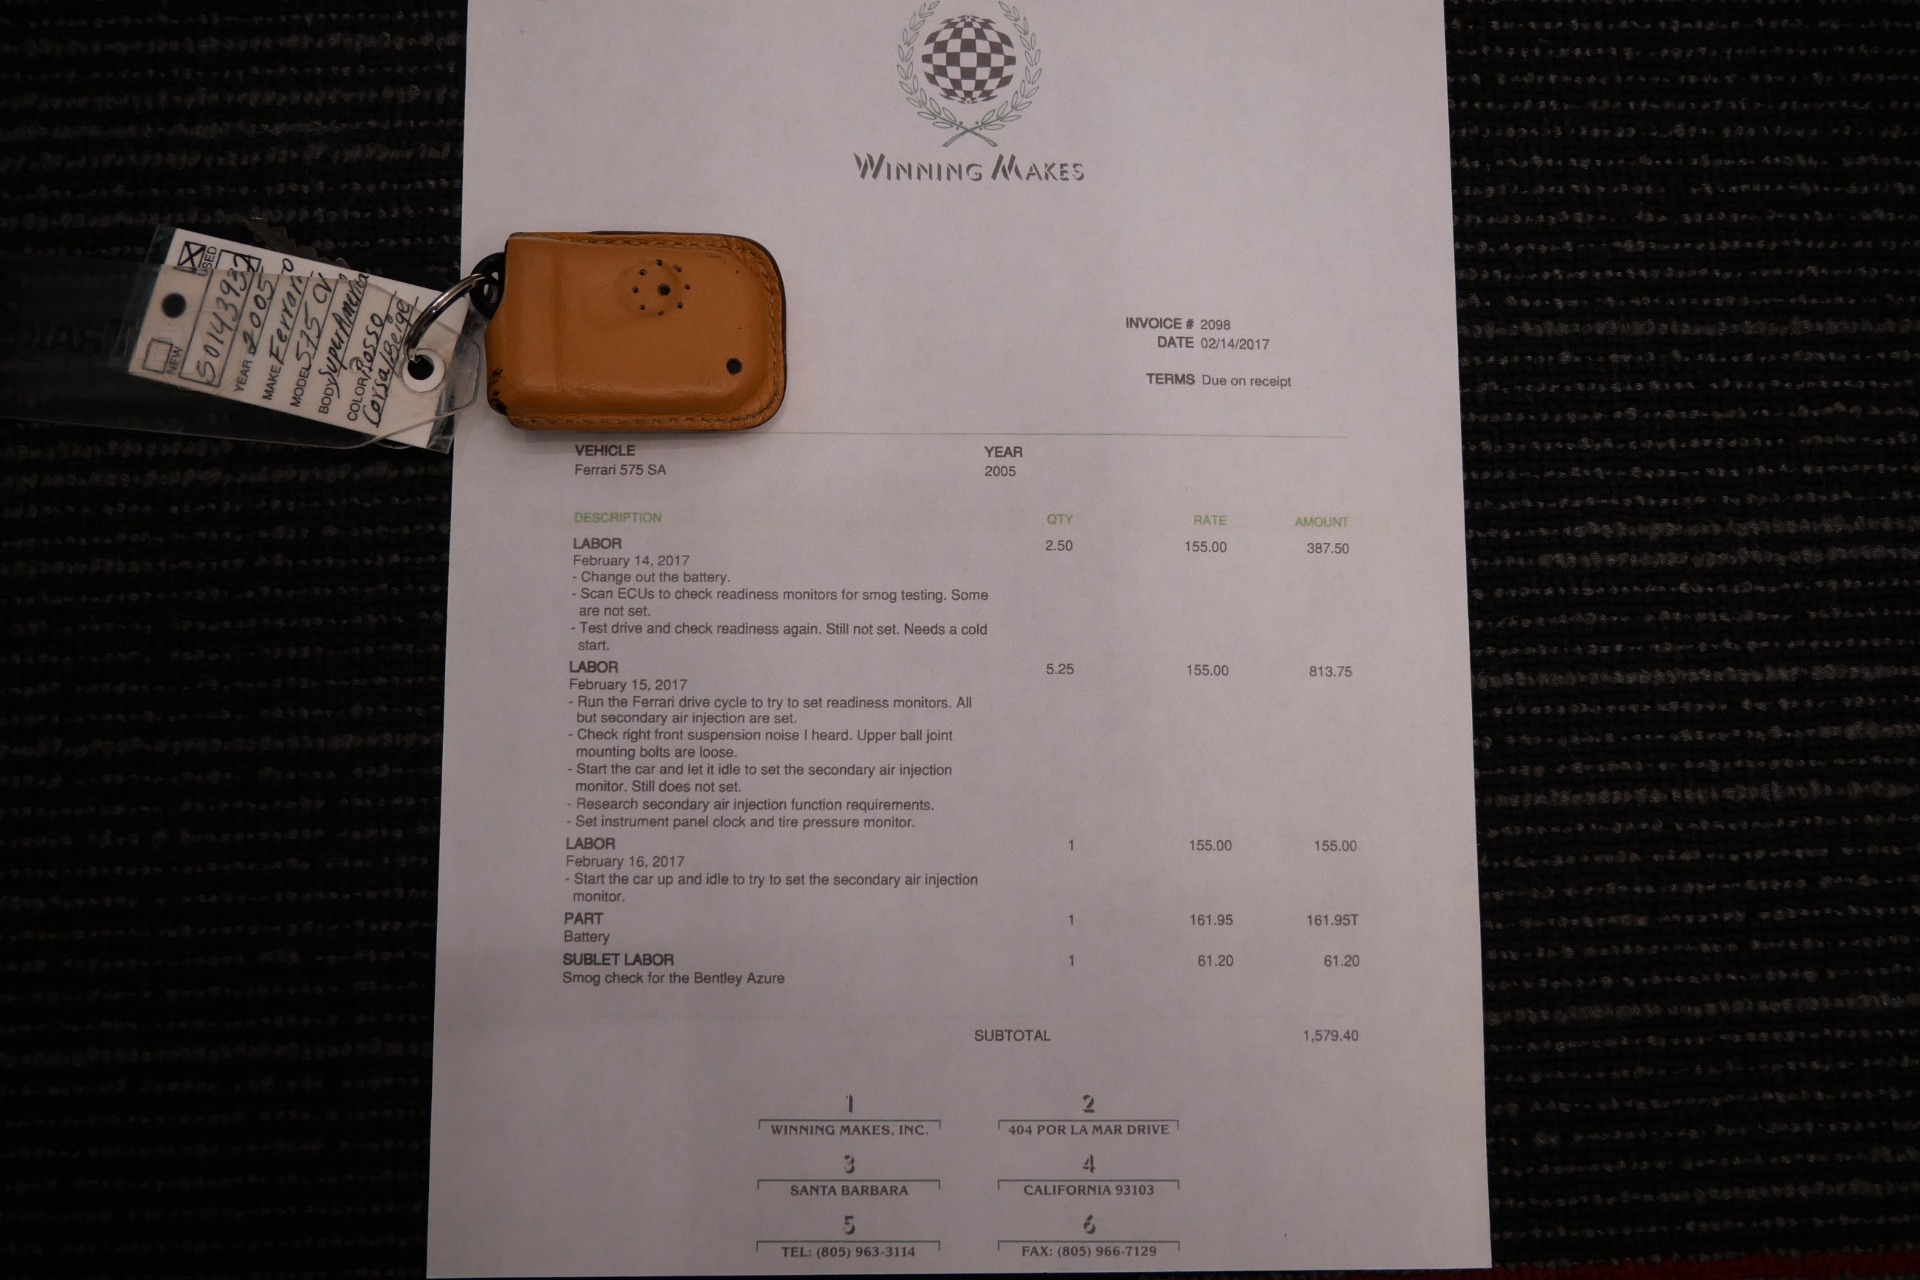 WINNING MAKES
USED
NEW
S0143937A
YEAR 2005
MAKE Ferrari
MODEL 575
BODY SuperAmerica
COLOR Rosso
Corsa/Beige
INVOICE # 2098
DATE 02/14/2017
TERMS Due on receipt
VEHICLE YEAR
Ferrari 575 SA 2005
DESCRIPTION QTY RATE AMOUNT
LABOR 2.50 155.00 387.50
February 14, 2017
- Change out the battery.
- Scan ECUs to check readiness monitors for smog testing. Some
are not set.
- Test drive and check readiness again. Still not set. Needs a cold
start.
LABOR 5.25 155.00 813.75
February 15, 2017
- Run the Ferrari drive cycle to try to set readiness monitors. All
but secondary air injection are set.
- Check right front suspension noise I heard. Upper ball joint
mounting bolts are loose.
- Start the car and let it idle to set the secondary air injection
monitor. Still does not set.
- Research secondary air injection function requirements.
- Set instrument panel clock and tire pressure monitor.
LABOR 1 155.00 155.00
February 16, 2017
- Start the car up and idle to try to set the secondary air injection
monitor.
PART 1 161.95 161.95T
Battery
SUBLET LABOR 1 61.20 61.20
Smog check for the Bentley Azure
SUBTOTAL 1,579.40
1 2
WINNING MAKES, INC. 404 POR LA MAR DRIVE
3 4
SANTA BARBARA CALIFORNIA 93103
5 6
TEL: (805) 963-3114 FAX: (805) 966-7129